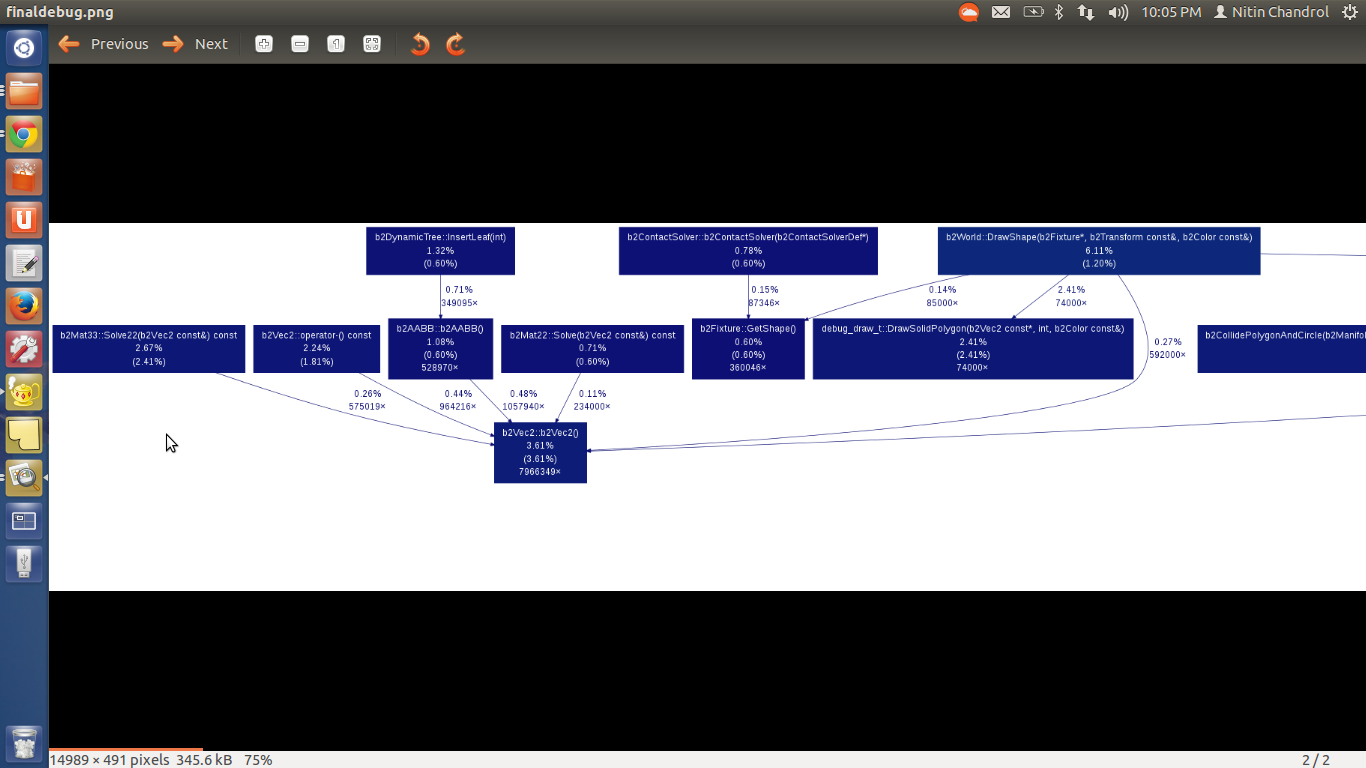 finaldebug.png
10:05 PM Nitin Chandrol
Previous Next
b2DynamicTree::InsertLeaf(int)
1.32%
(0.60%)
b2ContactSolver::b2ContactSolver(b2ContactSolverDef*)
0.78%
(0.60%)
b2World::DrawShape(b2Fixture*, b2Transform const&, b2Color const&)
6.11%
(1.20%)
0.71%
349095×
0.15%
87346×
0.14%
85000×
2.41%
74000×
b2Mat33::Solve22(b2Vec2 const&) const
2.67%
(2.41%)
b2Vec2::operator-() const
2.24%
(1.81%)
b2AABB::b2AABB()
1.08%
(0.60%)
528970×
b2Mat22::Solve(b2Vec2 const&) const
0.71%
(0.60%)
b2Fixture::GetShape()
0.60%
(0.60%)
360046×
debug_draw_t::DrawSolidPolygon(b2Vec2 const*, int, b2Color const&)
2.41%
(2.41%)
74000×
0.27%
592000×
b2CollidePolygonAndCircle(b2Manifol
0.26%
575019×
0.44%
964216×
0.48%
1057940×
0.11%
234000×
b2Vec2::b2Vec2()
3.61%
(3.61%)
7966349×
14989 × 491 pixels 345.6 kB 75%
2 / 2